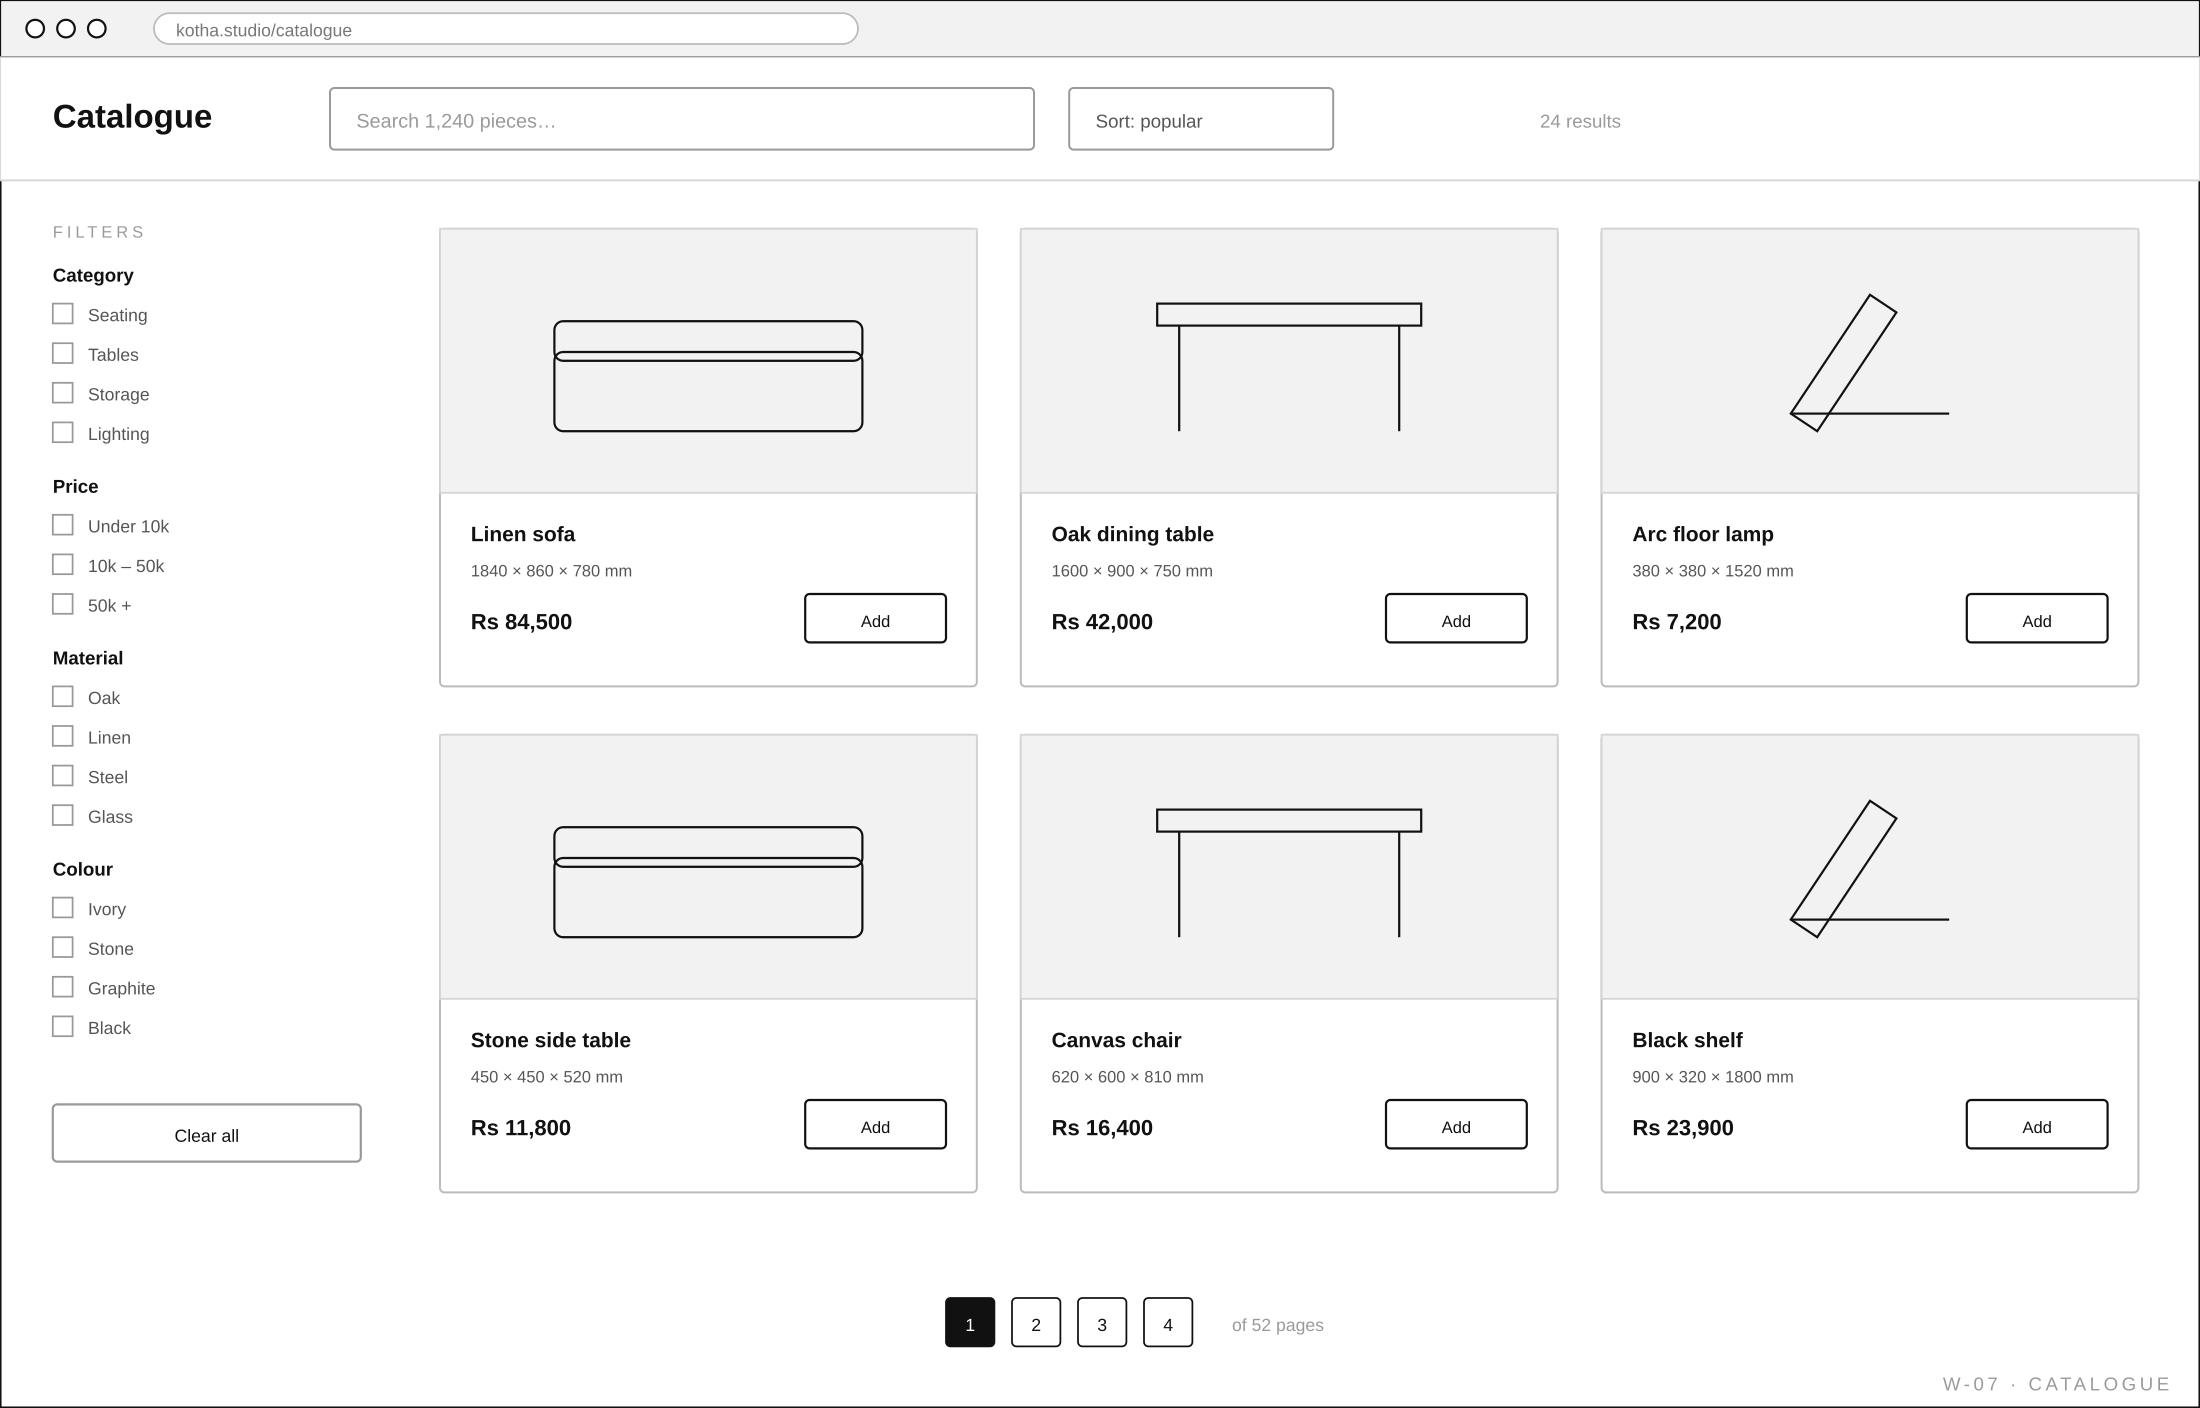 kotha.studio/catalogue
Catalogue
Search 1,240 pieces…
Sort: popular
24 results
FILTERS
Category
Seating
Tables
Storage
Lighting
Price
Under 10k
10k – 50k
50k +
Material
Oak
Linen
Steel
Glass
Colour
Ivory
Stone
Graphite
Black
Clear all
Linen sofa
1840 × 860 × 780 mm
Rs 84,500
Add
Oak dining table
1600 × 900 × 750 mm
Rs 42,000
Add
Arc floor lamp
380 × 380 × 1520 mm
Rs 7,200
Add
Stone side table
450 × 450 × 520 mm
Rs 11,800
Add
Canvas chair
620 × 600 × 810 mm
Rs 16,400
Add
Black shelf
900 × 320 × 1800 mm
Rs 23,900
Add
1 2 3 4 of 52 pages
W-07 · CATALOGUE